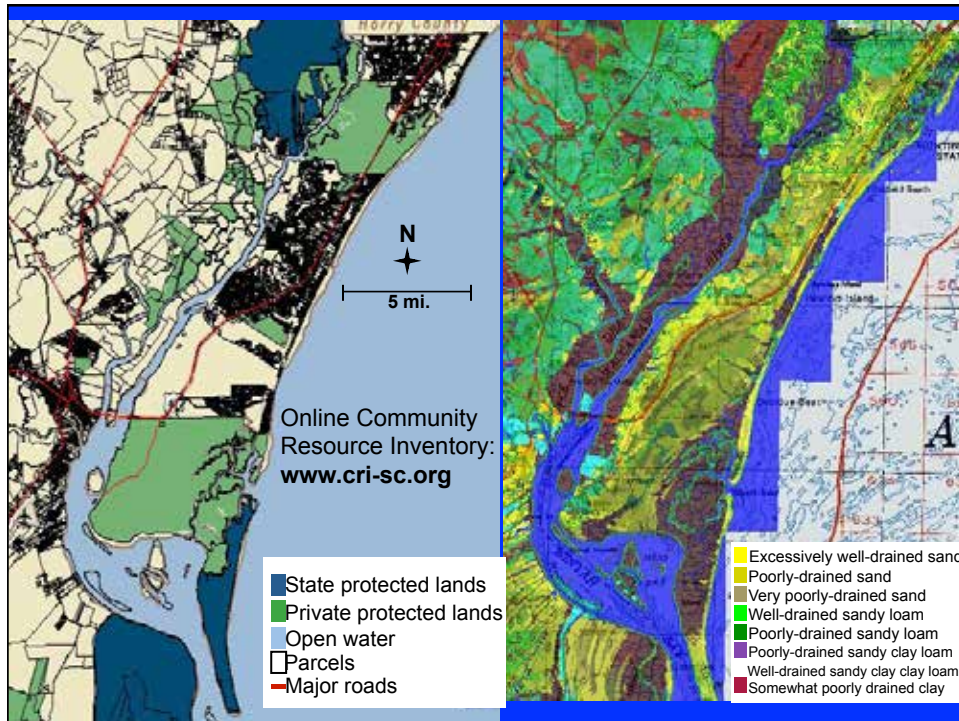 Horry County
N
5 mi.
Online Community
Resource Inventory:
www.cri-sc.org
State protected lands
Private protected lands
Open water
Parcels
Major roads
A
Excessively well-drained sand
Poorly-drained sand
Very poorly-drained sand
Well-drained sandy loam
Poorly-drained sandy loam
Poorly-drained sandy clay loam
Well-drained sandy clay clay loam
Somewhat poorly drained clay